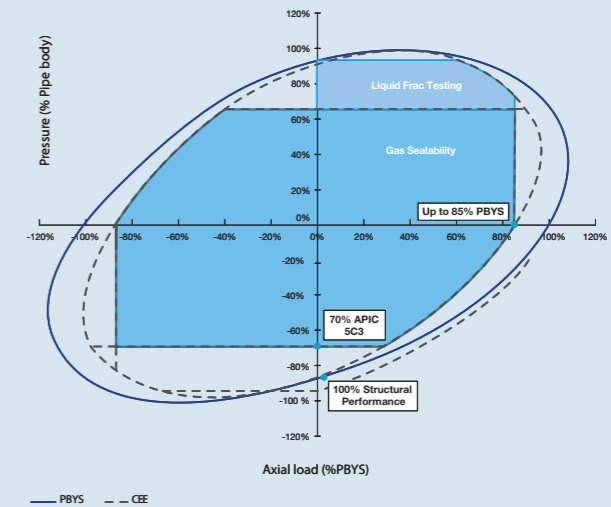 Pressure (% Pipe body)
120%
100%
80%
60%
40%
20%
0%
-20%
-40%
-60%
-80%
-100 %
-120%
Liquid Frac Testing
Gas Sealability
Up to 85% PBYS
-120%
-100%
-80%
-60%
-40%
-20%
0%
20%
40%
60%
80%
100%
120%
70% APIC
5C3
100% Structural
Performance
Axial load (%PBYS)
PBYS
CEE